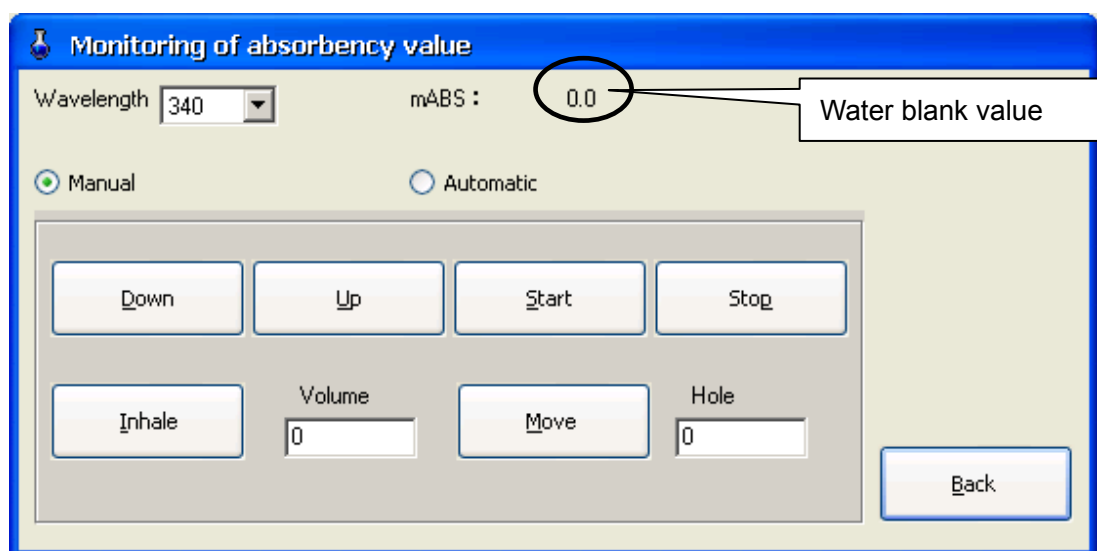 Monitoring of absorbency value
Wavelength 340 mABS : 0.0
Water blank value
Manual Automatic
Down Up Start Stop
Volume Hole
Inhale 0 Move 0
Back